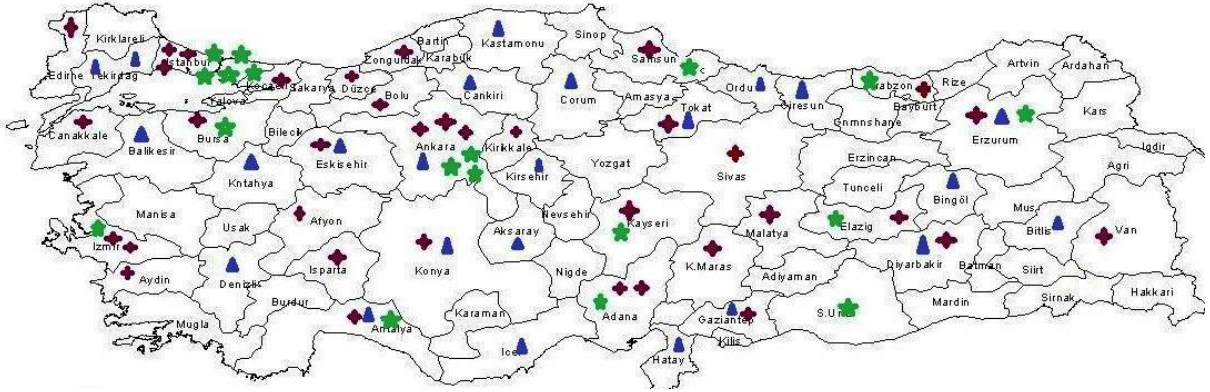 Kirklareli
Edirne
Tekirdag
Istanbul
Kocaeli
Yalova
Sakarya
Düzce
Zonguldak
Bartin
Karabük
Kastamonu
Sinop
Samsun
Bolu
Cankiri
Corum
Amasya
Tokat
Ordu
Giresun
Trabzon
Rize
Bayburt
Gnmnshane
Artvin
Ardahan
Kars
Erzurum
Igdir
Agri
Canakkale
Balikesir
Bursa
Bilecik
Eskisehir
Kntahya
Ankara
Kirikkale
Kirsehir
Yozgat
Sivas
Erzincan
Tunceli
Bingöl
Mus
Bitlis
Van
Manisa
Usak
Afyon
Izmir
Aydin
Denizli
Isparta
Burdur
Mugla
Antalya
Konya
Aksaray
Nevsehir
Kayseri
Nigde
Karaman
Icel
Adana
K.Maras
Malatya
Elazig
Adiyaman
Diyarbakir
Batman
Siirt
Sirnak
Hakkari
Mardin
Gaziantep
Kilis
Hatay